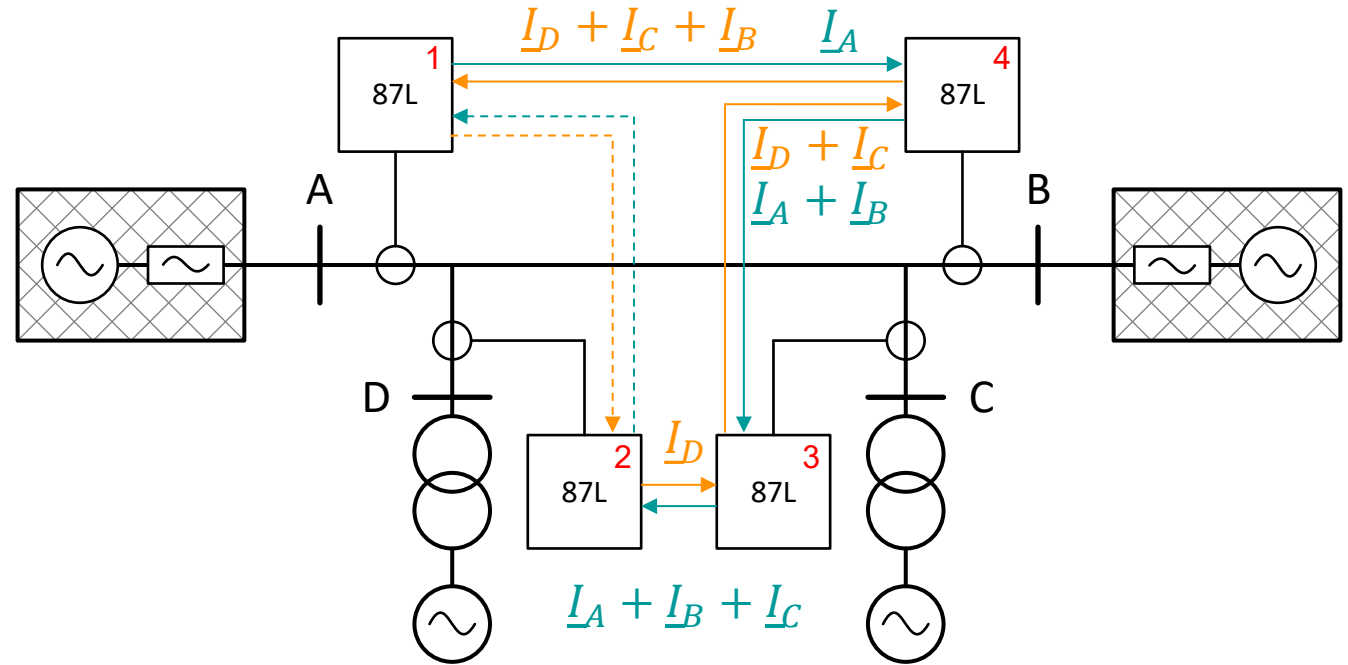 I_D + I_C + I_B
I_A
1
87L
4
87L
I_D + I_C
I_A + I_B
A
B
D
C
I_D
2
87L
3
87L
I_A + I_B + I_C